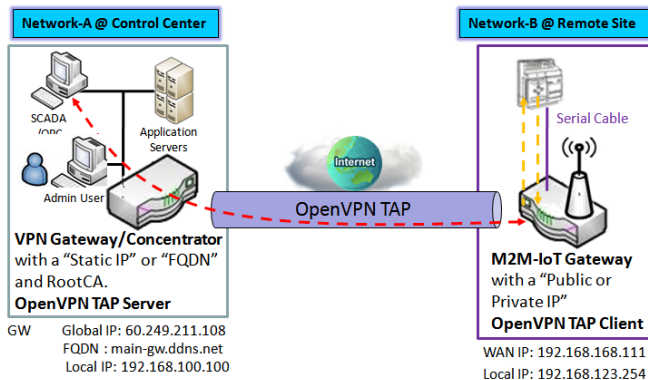 Network-A @ Control Center
Network-B @ Remote Site
SCADA
Application
Servers
Admin User
Serial Cable
Internet
OpenVPN TAP
VPN Gateway/Concentrator
with a “Static IP” or “FQDN”
and RootCA.
OpenVPN TAP Server
M2M-IoT Gateway
with a “Public or
Private IP”
OpenVPN TAP Client
GW Global IP: 60.249.211.108
FQDN : main-gw.ddns.net
Local IP: 192.168.100.100
WAN IP: 192.168.168.111
Local IP: 192.168.123.254